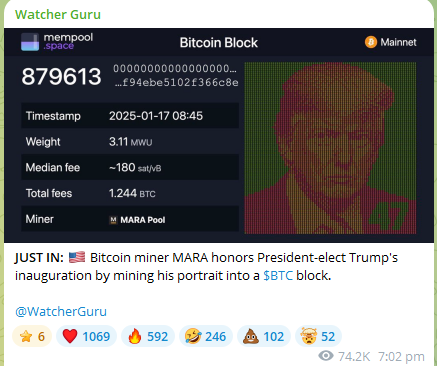 Watcher Guru
mempool
.space
Bitcoin Block
Mainnet
879613
00000000000000000...
...f94ebe5102f366c8e
Timestamp 2025-01-17 08:45
Weight 3.11 MWU
Median fee ~180 sat/vB
Total fees 1.244 BTC
Miner MARA Pool
JUST IN: 🇺🇸 Bitcoin miner MARA honors President-elect Trump's
inauguration by mining his portrait into a $BTC block.
@WatcherGuru
⭐ 6 ❤️ 1069 🔥 592 🤣 246 💩 102 🤯 52
74.2K 7:02 pm